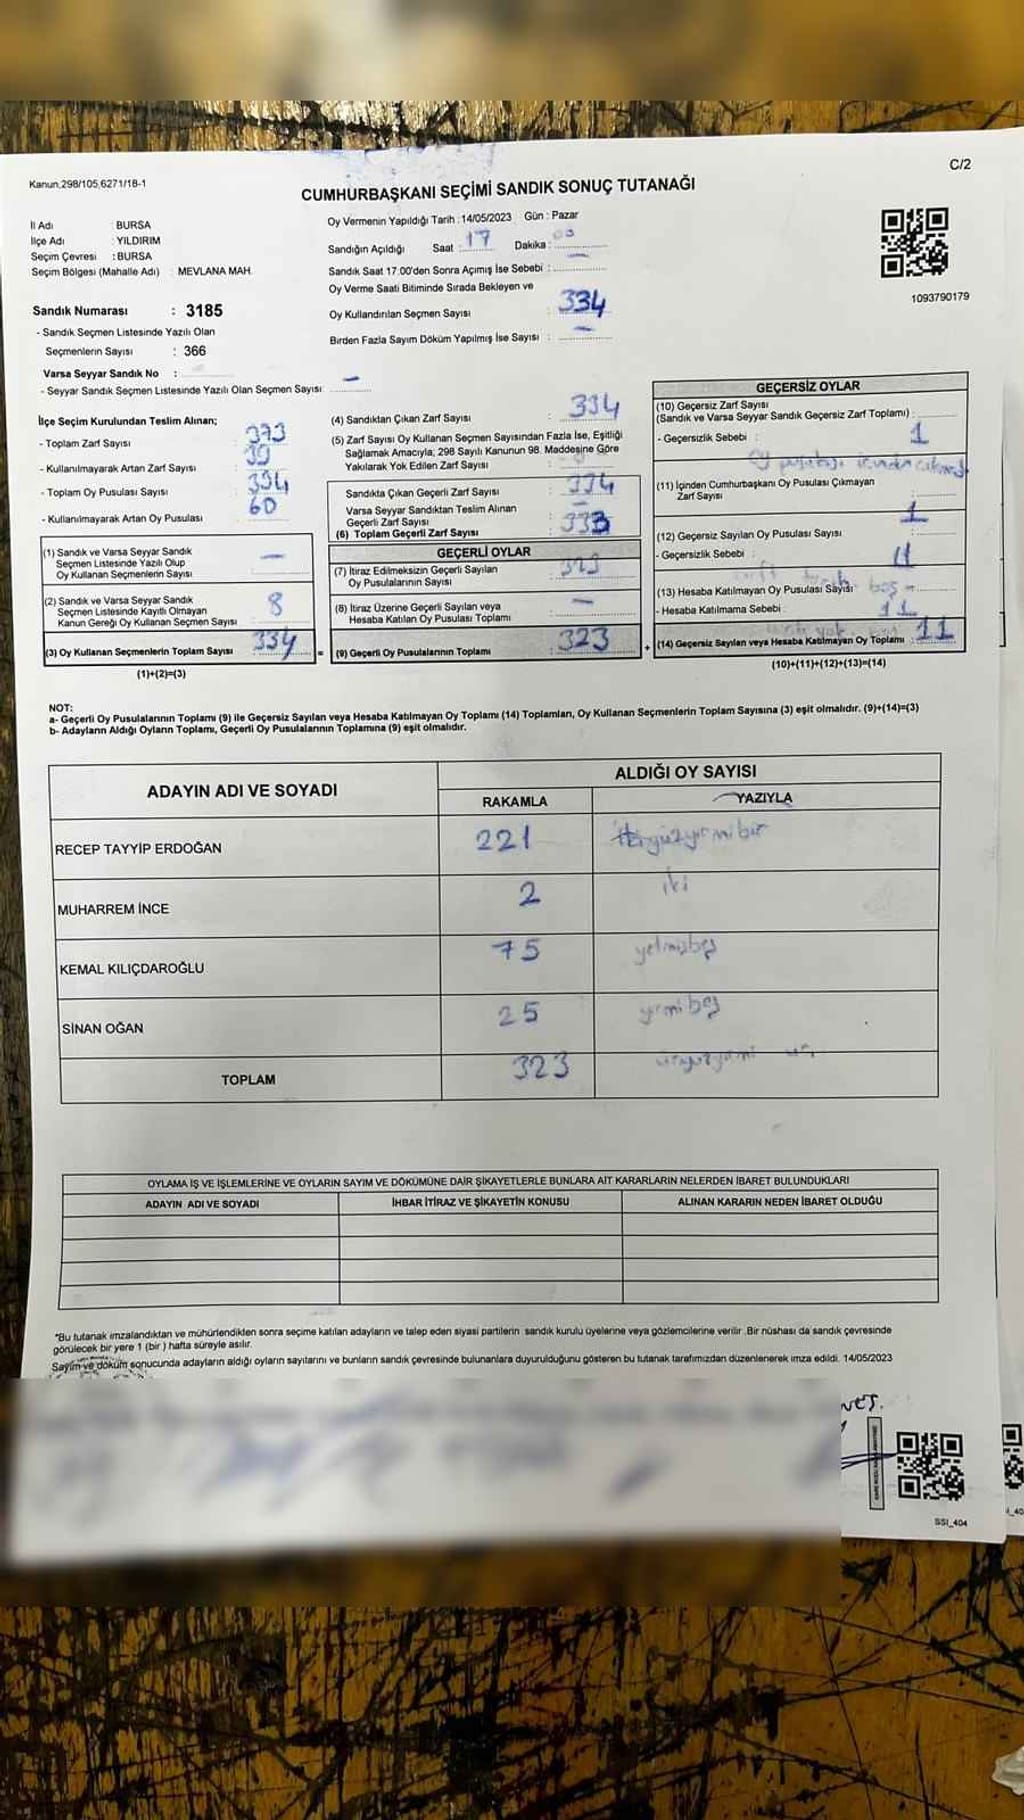 C/2
Kanun.298/105,6271/18-1
CUMHURBAŞKANI SEÇİMİ SANDIK SONUÇ TUTANAĞI
İl Adı : BURSA
İlçe Adı : YILDIRIM
Seçim Çevresi : BURSA
Seçim Bölgesi (Mahalle Adı) : MEVLANA MAH.
Oy Vermenin Yapıldığı Tarih : 14/05/2023 Gün : Pazar
Sandığın Açıldığı Saat : 17 Dakika : 00
Sandık Saat 17.00'den Sonra Açımış İse Sebebi : –
Oy Verme Saati Bitiminde Sırada Bekleyen ve
Oy Kullandırılan Seçmen Sayısı : 334
Birden Fazla Sayım Döküm Yapılmış İse Sayısı : –
1093790179
Sandık Numarası : 3185
- Sandık Seçmen Listesinde Yazılı Olan
Seçmenlerin Sayısı : 366
Varsa Seyyar Sandık No :
- Seyyar Sandık Seçmen Listesinde Yazılı Olan Seçmen Sayısı: –
İlçe Seçim Kurulundan Teslim Alınan;
- Toplam Zarf Sayısı : 373
- Kullanılmayarak Artan Zarf Sayısı : 39
- Toplam Oy Pusulası Sayısı : 394
- Kullanılmayarak Artan Oy Pusulası : 60
(1) Sandık ve Varsa Seyyar Sandık
Seçmen Listesinde Yazılı Olup
Oy Kullanan Seçmenlerin Sayısı : –
(2) Sandık ve Varsa Seyyar Sandık
Seçmen Listesinde Kayıtlı Olmayan
Kanun Gereği Oy Kullanan Seçmen Sayısı : 8
(3) Oy Kullanan Seçmenlerin Toplam Sayısı : 334
(1)+(2)=(3)
(4) Sandıktan Çıkan Zarf Sayısı : 334
(5) Zarf Sayısı Oy Kullanan Seçmen Sayısından Fazla İse, Eşitliği
Sağlamak Amacıyla; 298 Sayılı Kanunun 98. Maddesine Göre
Yakılarak Yok Edilen Zarf Sayısı :
Sandıkta Çıkan Geçerli Zarf Sayısı : 334
Varsa Seyyar Sandıktan Teslim Alınan
Geçerli Zarf Sayısı : –
(6) Toplam Geçerli Zarf Sayısı : 333
GEÇERLİ OYLAR
(7) İtiraz Edilmeksizin Geçerli Sayılan
Oy Pusulalarının Sayısı : 323
(8) İtiraz Üzerine Geçerli Sayılan veya
Hesaba Katılan Oy Pusulası Toplamı : –
= (9) Geçerli Oy Pusulalarının Toplamı : 323
GEÇERSİZ OYLAR
(10) Geçersiz Zarf Sayısı
(Sandık ve Varsa Seyyar Sandık Geçersiz Zarf Toplamı) : 1
- Geçersizlik Sebebi :
(11) İçinden Cumhurbaşkanı Oy Pusulası Çıkmayan
Zarf Sayısı : 1
(12) Geçersiz Sayılan Oy Pusulası Sayısı : 11
- Geçersizlik Sebebi : boş
(13) Hesaba Katılmayan Oy Pusulası Sayısı : 11
- Hesaba Katılmama Sebebi :
+ (14) Geçersiz Sayılan veya Hesaba Katılmayan Oy Toplamı : 11
(10)+(11)+(12)+(13)=(14)
NOT:
a- Geçerli Oy Pusulalarının Toplamı (9) ile Geçersiz Sayılan veya Hesaba Katılmayan Oy Toplamı (14) Toplamları, Oy Kullanan Seçmenlerin Toplam Sayısına (3) eşit olmalıdır. (9)+(14)=(3)
b- Adayların Aldığı Oyların Toplamı, Geçerli Oy Pusulalarının Toplamına (9) eşit olmalıdır.
ADAYIN ADI VE SOYADI
ALDIĞI OY SAYISI
RAKAMLA YAZIYLA
RECEP TAYYİP ERDOĞAN 221 ikiyüzyirmibir
MUHARREM İNCE 2 iki
KEMAL KILIÇDAROĞLU 75 yetmişbeş
SİNAN OĞAN 25 yirmibeş
TOPLAM 323 üçyüzyirmi üç
OYLAMA İŞ VE İŞLEMLERİNE VE OYLARIN SAYIM VE DÖKÜMÜNE DAİR ŞİKAYETLERLE BUNLARA AİT KARARLARIN NELERDEN İBARET BULUNDUKLARI
ADAYIN ADI VE SOYADI İHBAR İTİRAZ VE ŞİKAYETİN KONUSU ALINAN KARARIN NEDEN İBARET OLDUĞU
*Bu tutanak imzalandıktan ve mühürlendikten sonra seçime katılan adayların ve talep eden siyasi partilerin sandık kurulu üyelerine veya gözlemcilerine verilir .Bir nüshası da sandık çevresinde
görülecek bir yere 1 (bir ) hafta süreyle asılır.
Sayım ve döküm sonucunda adayların aldığı oyların sayılarını ve bunların sandık çevresinde bulunanlara duyurulduğunu gösteren bu tutanak tarafımızdan düzenlenerek imza edildi. 14/05/2023
SSI_404